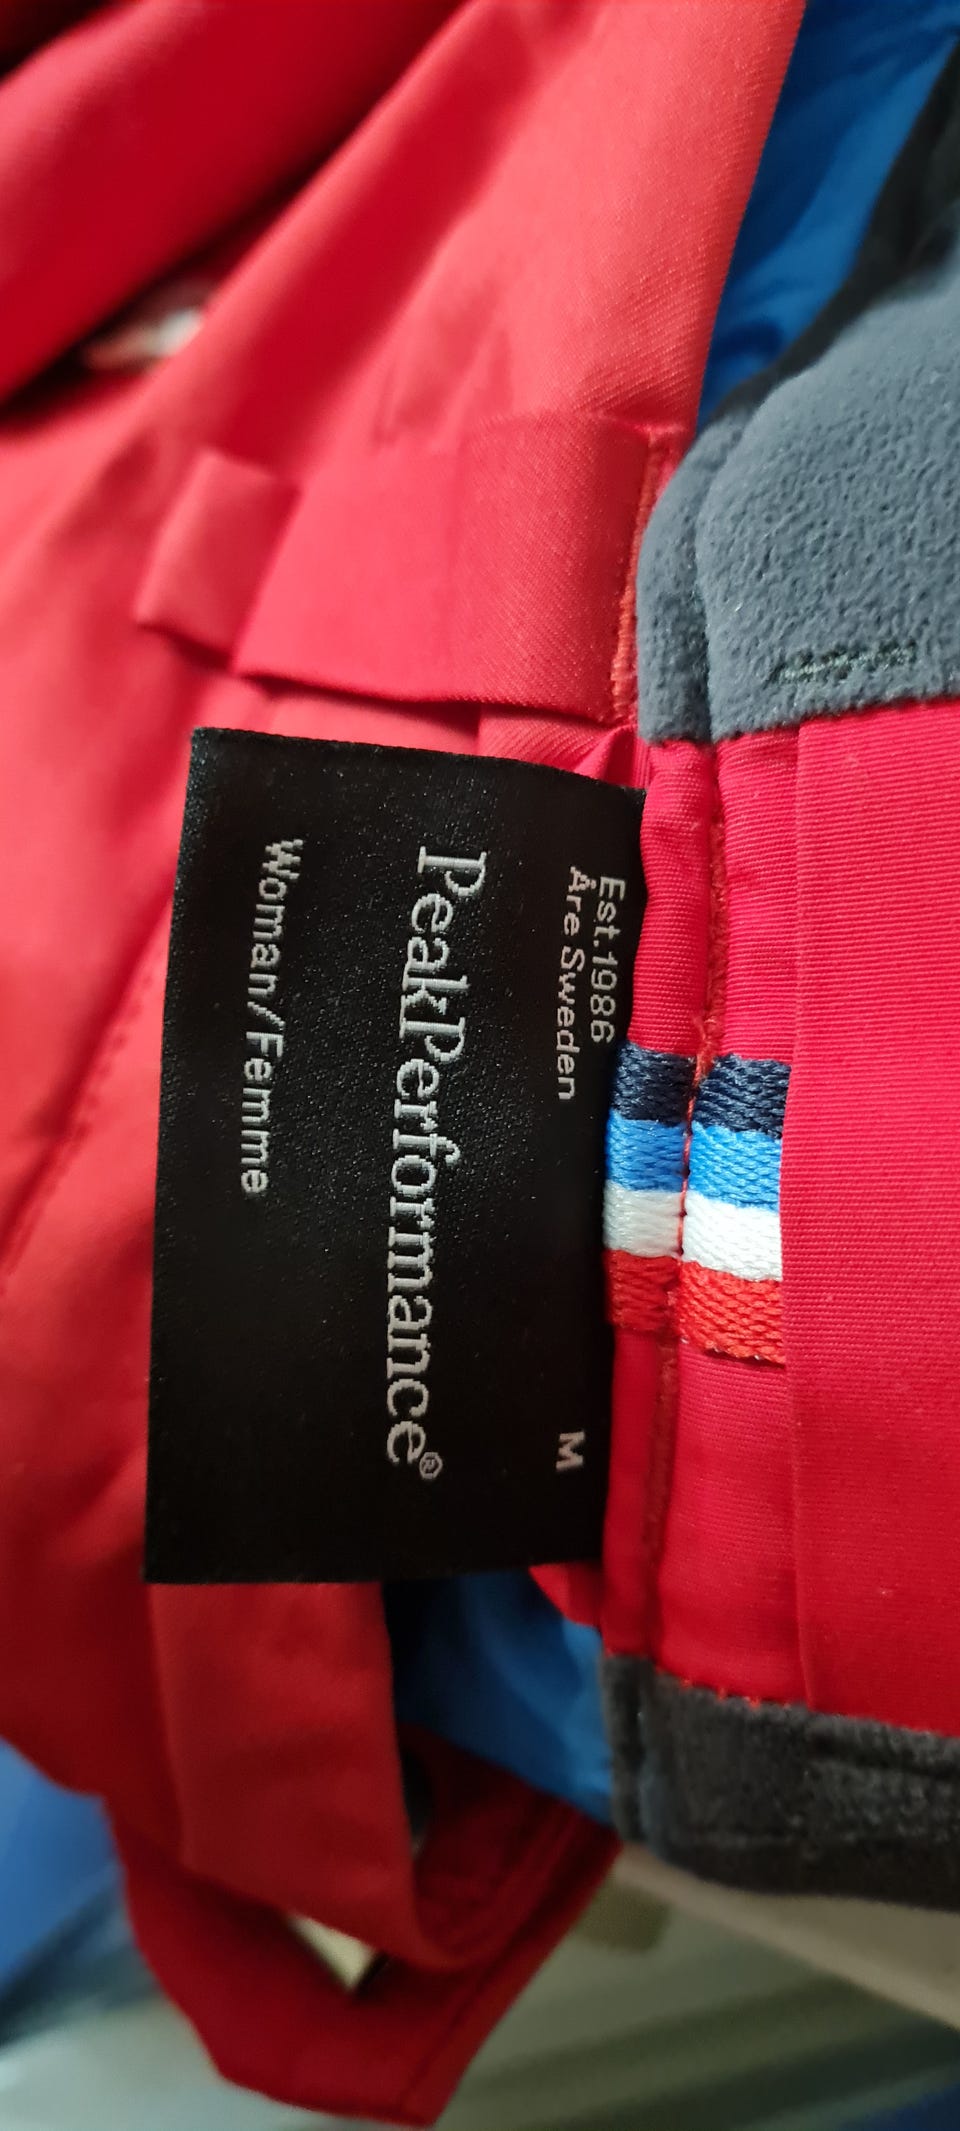 Est.1986
Åre Sweden
M
PeakPerformance®
Woman/Femme